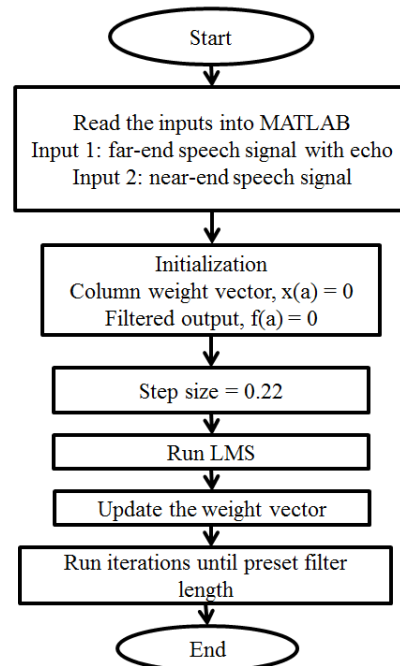 Start
Read the inputs into MATLAB
Input 1: far-end speech signal with echo
Input 2: near-end speech signal
Initialization
Column weight vector, x(a) = 0
Filtered output, f(a) = 0
Step size = 0.22
Run LMS
Update the weight vector
Run iterations until preset filter
length
End